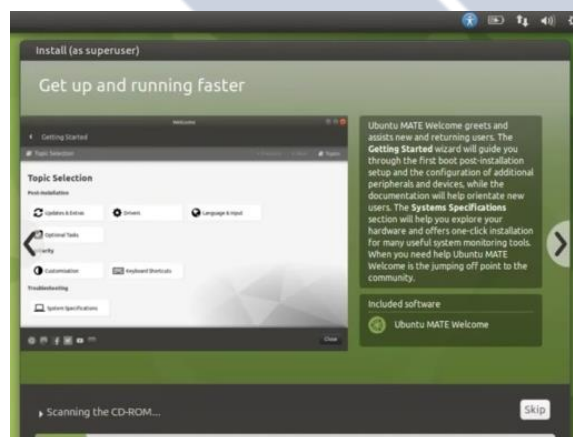 Install (as superuser)
Get up and running faster
Welcome
Getting Started
Topic Selection
Topic Selection
Post-Installation
Updates & Extras
Drivers
Language & Input
Optional Tasks
Customisation
Keyboard Shortcuts
Troubleshooting
System Specifications
Close
Ubuntu MATE Welcome greets and
assists new and returning users. The
Getting Started wizard will guide you
through the first boot post-installation
setup and the configuration of additional
peripherals and devices, while the
documentation will help orientate new
users. The Systems Specifications
section will help you explore your
hardware and offers one-click installation
for many useful system monitoring tools.
When you need help Ubuntu MATE
Welcome is the jumping off point to the
community.
Included software
Ubuntu MATE Welcome
Scanning the CD-ROM...
Skip